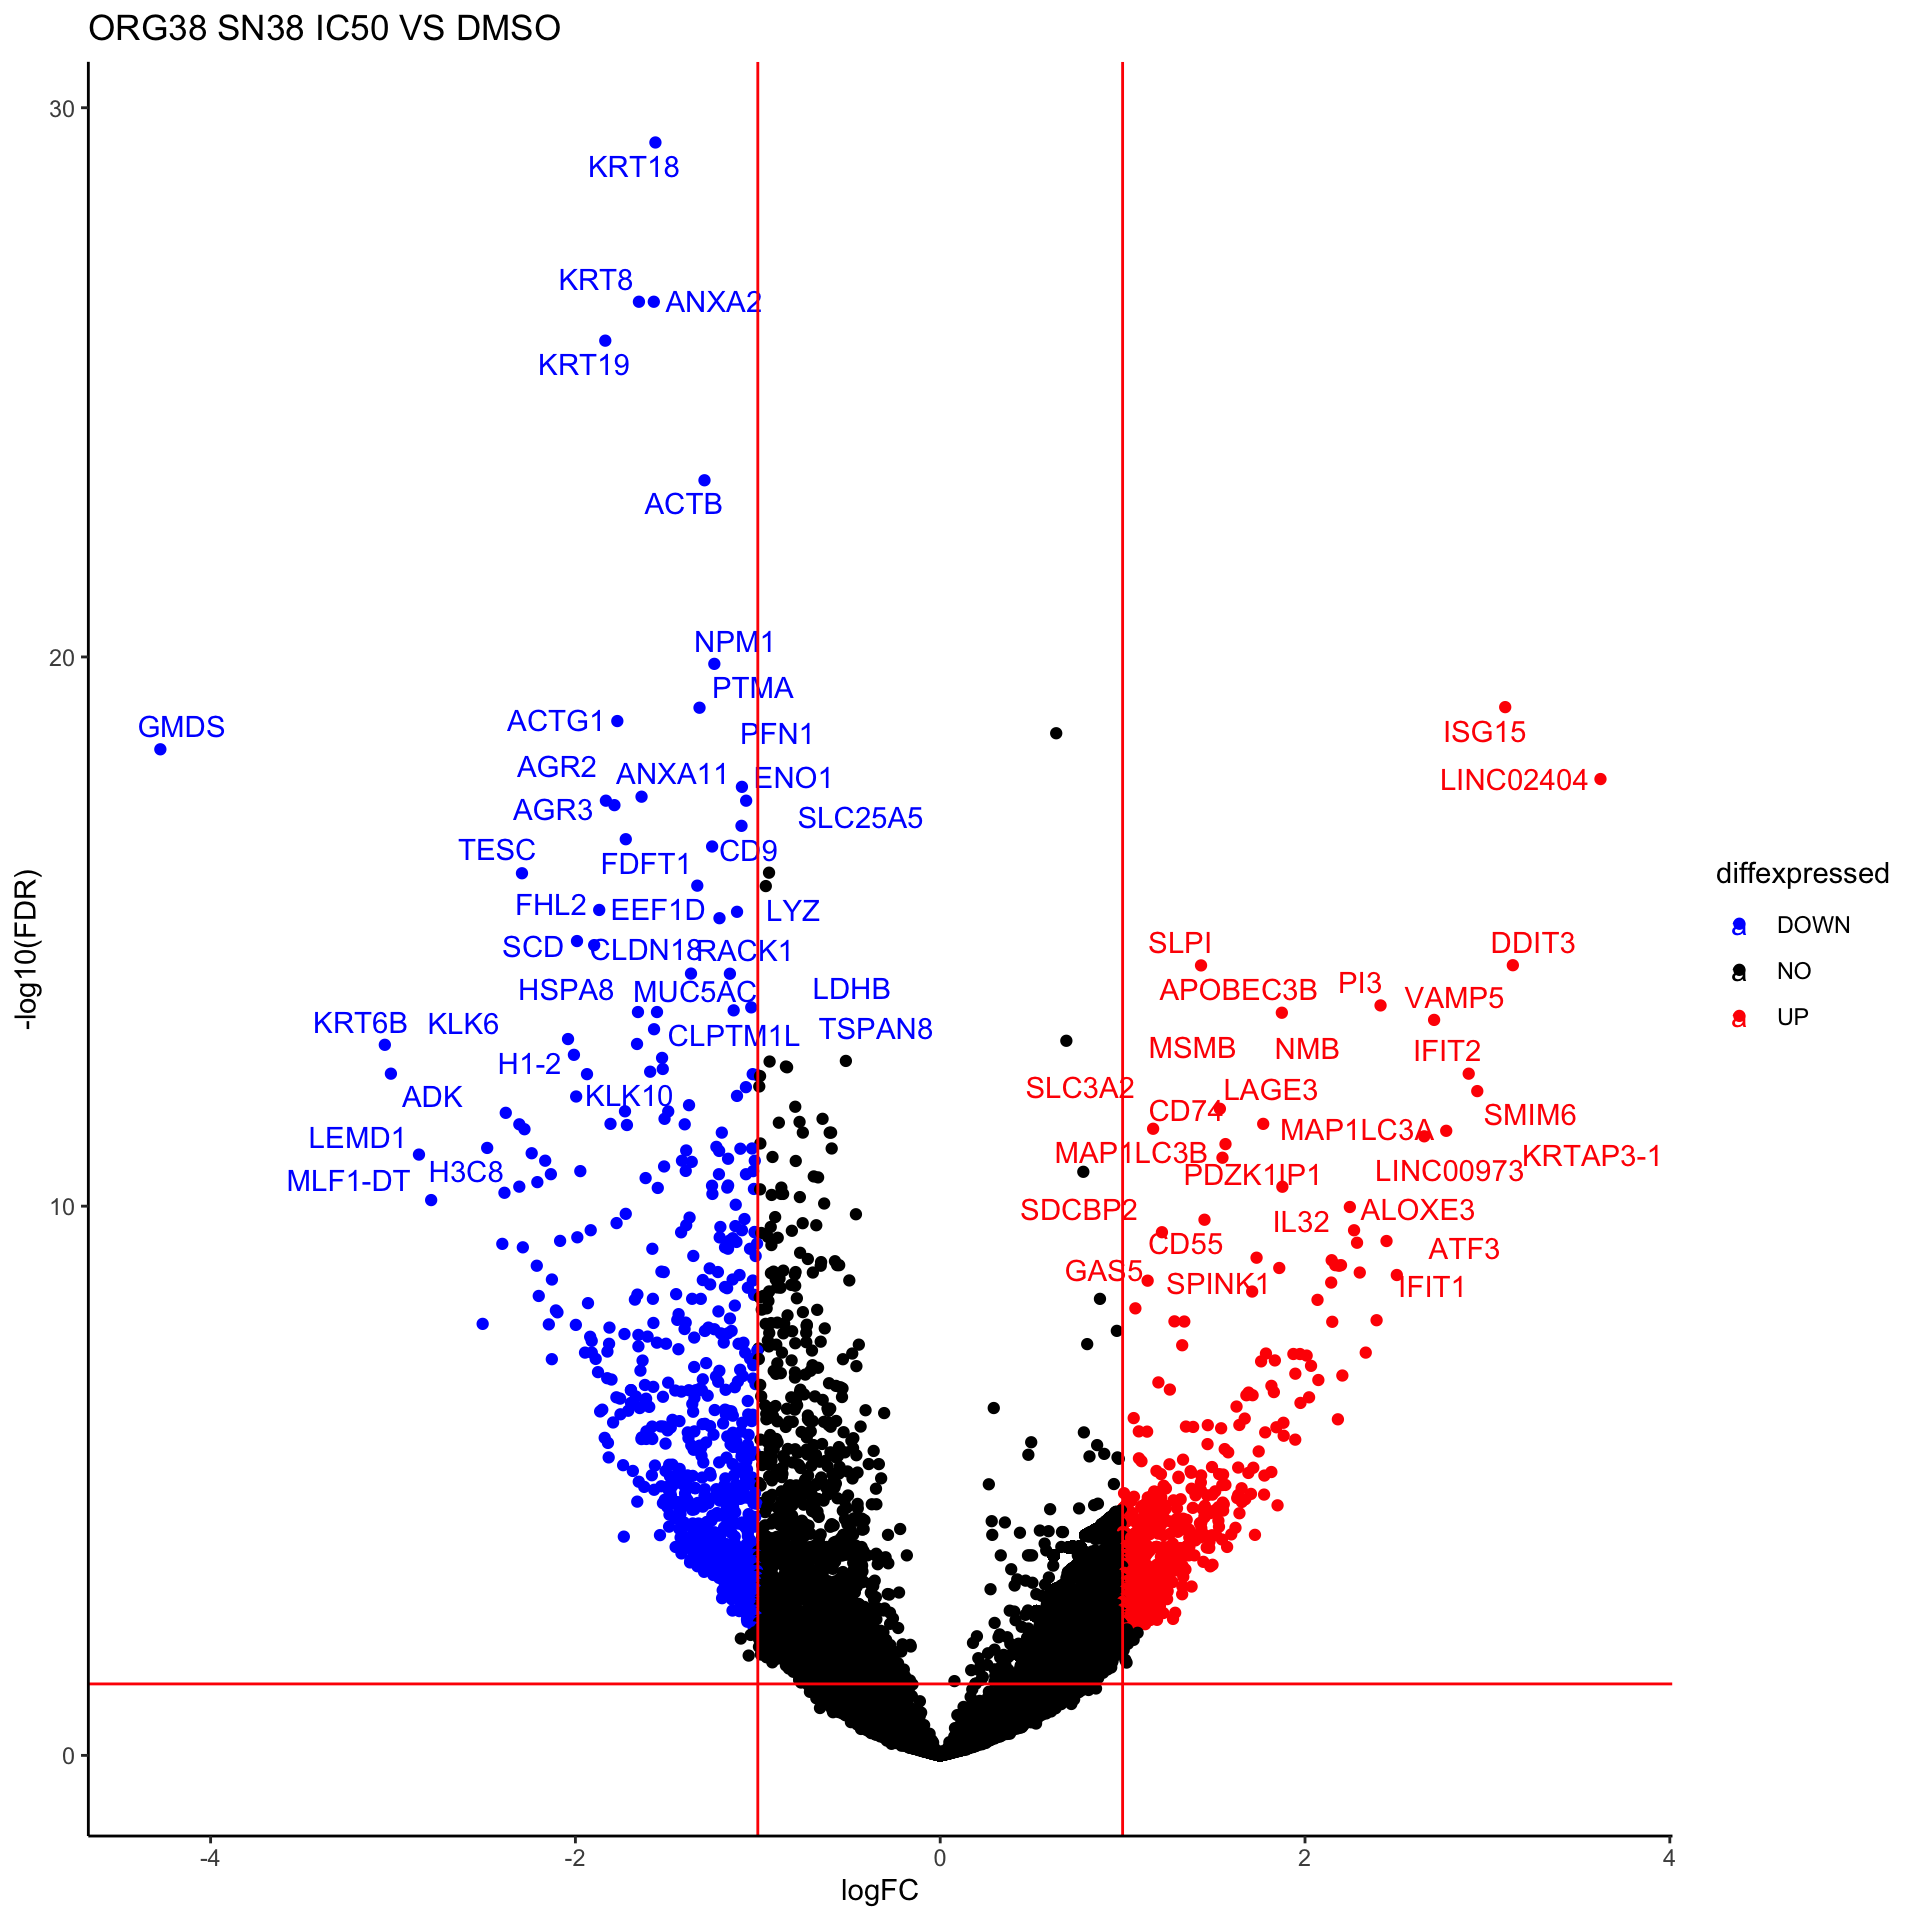 ORG38 SN38 IC50 VS DMSO
30
KRT18
KRT8
ANXA2
KRT19
ACTB
20
NPM1
PTMA
ACTG1
GMDS
PFN1
ISG15
AGR2
ANXA11
ENO1
LINC02404
AGR3
SLC25A5
TESC
FDFT1
CD9
FHL2
EEF1D
LYZ
SCD
CLDN18
RACK1
SLPI
DDIT3
HSPA8
MUC5AC
LDHB
APOBEC3B
PI3
VAMP5
KRT6B
KLK6
CLPTM1L
TSPAN8
MSMB
NMB
IFIT2
H1-2
ADK
KLK10
SLC3A2
LAGE3
CD74
SMIM6
LEMD1
MAP1LC3A
MAP1LC3B
KRTAP3-1
MLF1-DT
H3C8
PDZK1IP1
LINC00973
10
SDCBP2
IL32
ALOXE3
CD55
ATF3
GAS5
SPINK1
IFIT1
0
-4
-2
0
2
4
logFC
-log10(FDR)
diffexpressed
a DOWN
a NO
a UP